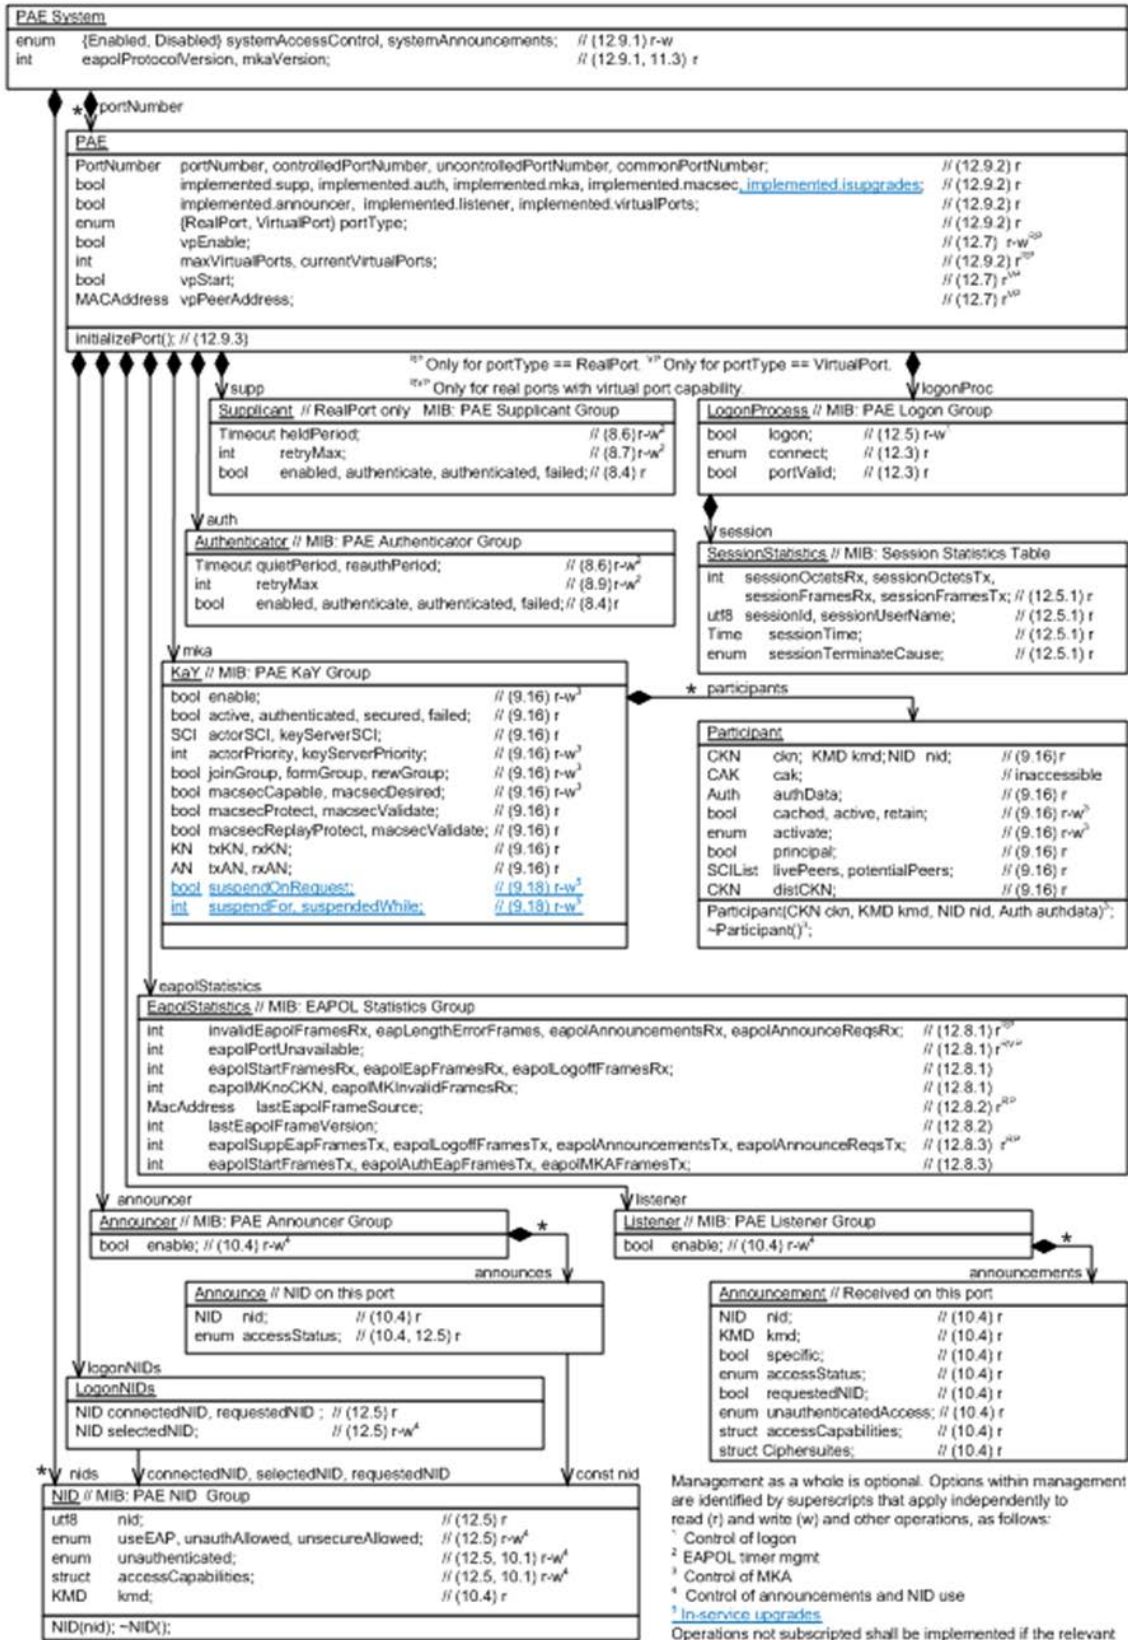 PAE System
enum {Enabled, Disabled} systemAccessControl, systemAnnouncements; // (12.9.1) r-w
int eapolProtocolVersion, mkaVersion; // (12.9.1, 11.3) r
* portNumber
PAE
PortNumber portNumber, controlledPortNumber, uncontrolledPortNumber, commonPortNumber; // (12.9.2) r
bool implemented.supp, implemented.auth, implemented.mka, implemented.macsec, implemented.isupgrades; // (12.9.2) r
bool implemented.announcer, implemented.listener, implemented.virtualPorts; // (12.9.2) r
enum {RealPort, VirtualPort} portType; // (12.9.2) r
bool vpEnable; // (12.7) r-w
int maxVirtualPorts, currentVirtualPorts; // (12.9.2) r
bool vpStart; // (12.7) r
MACAddress vpPeerAddress; // (12.7) r
initializePort(); // (12.9.3)
Only for portType == RealPort. Only for portType == VirtualPort.
Only for real ports with virtual port capability.
supp
Supplicant // RealPort only MIB: PAE Supplicant Group
Timeout heldPeriod; // (8.6)r-w2
int retryMax; // (8.7)r-w2
bool enabled, authenticate, authenticated, failed; // (8.4) r
logonProc
LogonProcess // MIB: PAE Logon Group
bool logon; // (12.5) r-w1
enum connect; // (12.3) r
bool portValid; // (12.3) r
auth
Authenticator // MIB: PAE Authenticator Group
Timeout quietPeriod, reauthPeriod; // (8.6)r-w2
int retryMax // (8.9)r-w2
bool enabled, authenticate, authenticated, failed; // (8.4)r
session
SessionStatistics // MIB: Session Statistics Table
int sessionOctetsRx, sessionOctetsTx,
sessionFramesRx, sessionFramesTx; // (12.5.1) r
utf8 sessionId, sessionUserName; // (12.5.1) r
Time sessionTime; // (12.5.1) r
enum sessionTerminateCause; // (12.5.1) r
mka
KaY // MIB: PAE KaY Group
bool enable; // (9.16) r-w3
bool active, authenticated, secured, failed; // (9.16) r
SCI actorSCI, keyServerSCI; // (9.16) r
int actorPriority, keyServerPriority; // (9.16) r-w3
bool joinGroup, formGroup, newGroup; // (9.16) r-w3
bool macsecCapable, macsecDesired; // (9.16) r-w3
bool macsecProtect, macsecValidate; // (9.16) r
bool macsecReplayProtect, macsecValidate; // (9.16) r
KN txKN, rxKN; // (9.16) r
AN txAN, rxAN; // (9.16) r
bool suspendOnRequest; // (9.18) r-w5
int suspendFor, suspendedWhile; // (9.18) r-w5
* participants
Participant
CKN ckn; KMD kmd;NID nid; // (9.16)r
CAK cak; // inaccessible
Auth authData; // (9.16) r
bool cached, active, retain; // (9.16) r-w3
enum activate; // (9.16) r-w3
bool principal; // (9.16) r
SCIList livePeers, potentialPeers; // (9.16) r
CKN distCKN; // (9.16) r
Participant(CKN ckn, KMD kmd, NID nid, Auth authdata)3;
~Participant()3;
eapolStatistics
EapolStatistics // MIB: EAPOL Statistics Group
int invalidEapolFramesRx, eapLengthErrorFrames, eapolAnnouncementsRx, eapolAnnounceReqsRx; // (12.8.1) r
int eapolPortUnavailable; // (12.8.1) r
int eapolStartFramesRx, eapolEapFramesRx, eapolLogoffFramesRx; // (12.8.1)
int eapolMKnoCKN, eapolMKInvalidFramesRx; // (12.8.1)
MacAddress lastEapolFrameSource; // (12.8.2) rRP
int lastEapolFrameVersion; // (12.8.2)
int eapolSuppEapFramesTx, eapolLogoffFramesTx, eapolAnnouncementsTx, eapolAnnounceReqsTx; // (12.8.3) rRP
int eapolStartFramesTx, eapolAuthEapFramesTx, eapolMKAFramesTx; // (12.8.3)
announcer
Announcer // MIB: PAE Announcer Group
bool enable; // (10.4) r-w4
*
announces
listener
Listener // MIB: PAE Listener Group
bool enable; // (10.4) r-w4
*
announcements
Announce // NID on this port
NID nid; // (10.4) r
enum accessStatus; // (10.4, 12.5) r
Announcement // Received on this port
NID nid; // (10.4) r
KMD kmd; // (10.4) r
bool specific; // (10.4) r
enum accessStatus; // (10.4) r
bool requestedNID; // (10.4) r
enum unauthenticatedAccess; // (10.4) r
struct accessCapabilities; // (10.4) r
struct Ciphersuites; // (10.4) r
logonNIDs
LogonNIDs
NID connectedNID, requestedNID ; // (12.5) r
NID selectedNID; // (12.5) r-w4
* nids
connectedNID, selectedNID, requestedNID
const nid
NID // MIB: PAE NID Group
utf8 nid; // (12.5) r
enum useEAP, unauthAllowed, unsecureAllowed; // (12.5) r-w4
enum unauthenticated; // (12.5, 10.1) r-w4
struct accessCapabilities; // (12.5, 10.1) r-w4
KMD kmd; // (10.4) r
NID(nid); ~NID();
Management as a whole is optional. Options within management
are identified by superscripts that apply independently to
read (r) and write (w) and other operations, as follows:
1 Control of logon
2 EAPOL timer mgmt
3 Control of MKA
4 Control of announcements and NID use
5 In-service upgrades
Operations not subscripted shall be implemented if the relevant